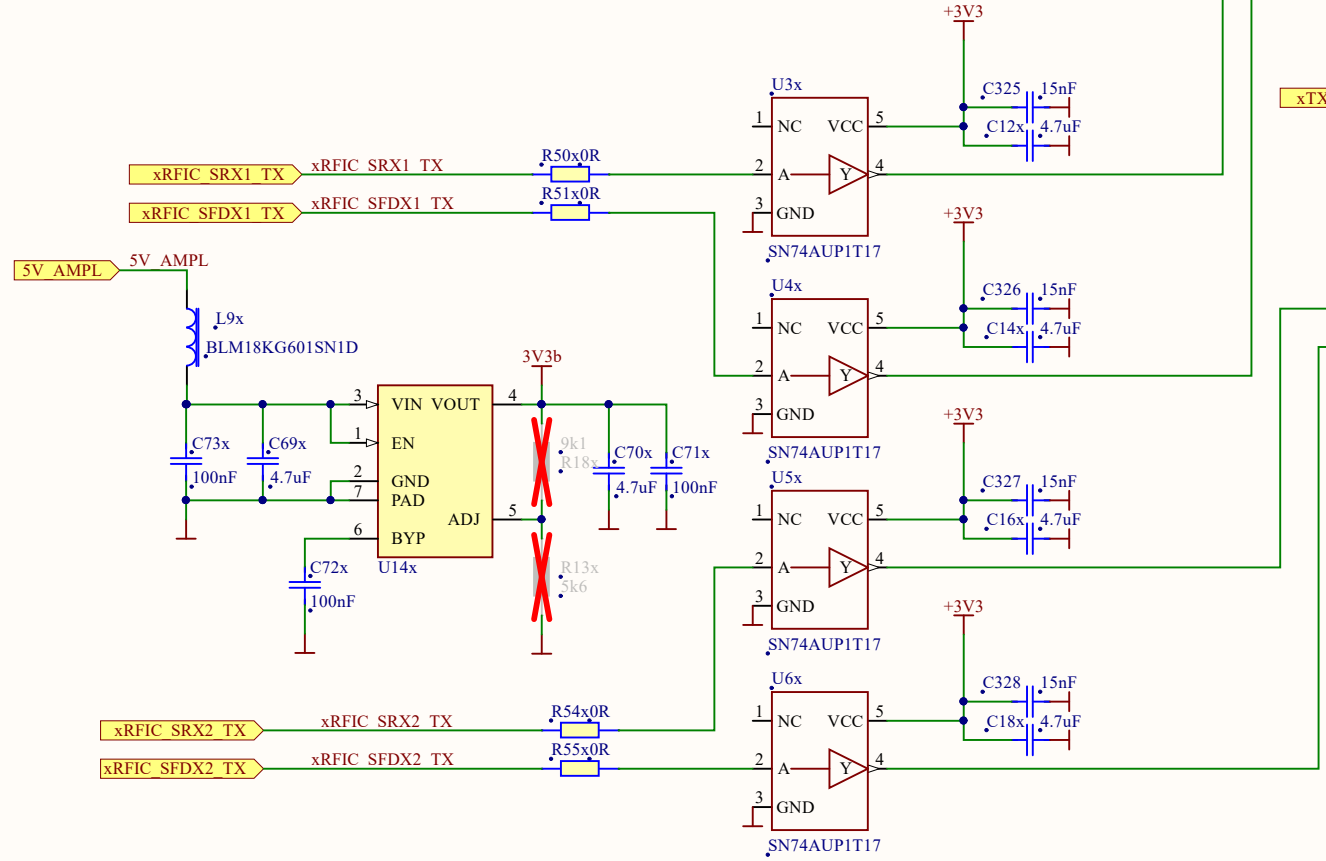 +3V3
U3x
C325 15nF
1 NC VCC 5
C12x 4.7uF
xTX
R50x0R
xRFIC_SRX1_TX xRFIC_SRX1_TX
2 A Y 4
R51x0R
xRFIC_SFDX1_TX xRFIC_SFDX1_TX
3 GND
SN74AUP1T17
+3V3
5V_AMPL 5V_AMPL
U4x
C326 15nF
1 NC VCC 5
C14x 4.7uF
L9x
BLM18KG601SN1D
2 A Y 4
3 GND
SN74AUP1T17
3V3b
3 VIN VOUT 4
1 EN
2 GND
7 PAD
ADJ 5
6 BYP
U14x
C73x
100nF
C69x
4.7uF
9k1
R18x
C70x
4.7uF
C71x
100nF
R13x
5k6
C72x
100nF
+3V3
U5x
C327 15nF
1 NC VCC 5
C16x 4.7uF
2 A Y 4
3 GND
SN74AUP1T17
+3V3
U6x
C328 15nF
1 NC VCC 5
C18x 4.7uF
R54x0R
xRFIC_SRX2_TX xRFIC_SRX2_TX
R55x0R
xRFIC_SFDX2_TX xRFIC_SFDX2_TX
2 A Y 4
3 GND
SN74AUP1T17